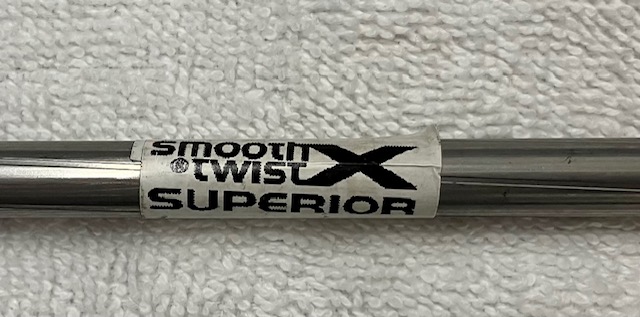 smooth
twist X
SUPERIOR